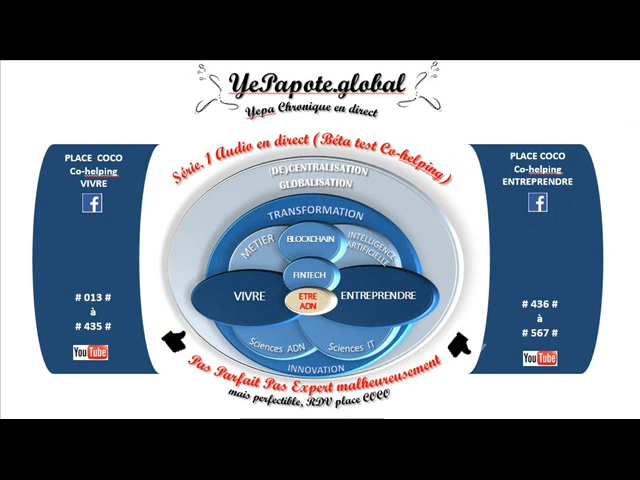 YePapote.global
Yepa Chronique en direct
Série, 1 Audio en direct (Béta test Co-helping)
PLACE COCO
Co-helping
VIVRE
# 013 #
à
# 435 #
YouTube
(DE)CENTRALISATION
GLOBALISATION
TRANSFORMATION
METIER
BLOCKCHAIN
INTELLIGENCE
ARTIFICIELLE
FINTECH
VIVRE
ETRE
ADN
ENTREPRENDRE
Sciences ADN
Sciences IT
INNOVATION
PLACE COCO
Co-helping
ENTREPRENDRE
# 436 #
à
# 567 #
YouTube
Pas Parfait Pas Expert malheureusement
mais perfectible, RDV place COCO